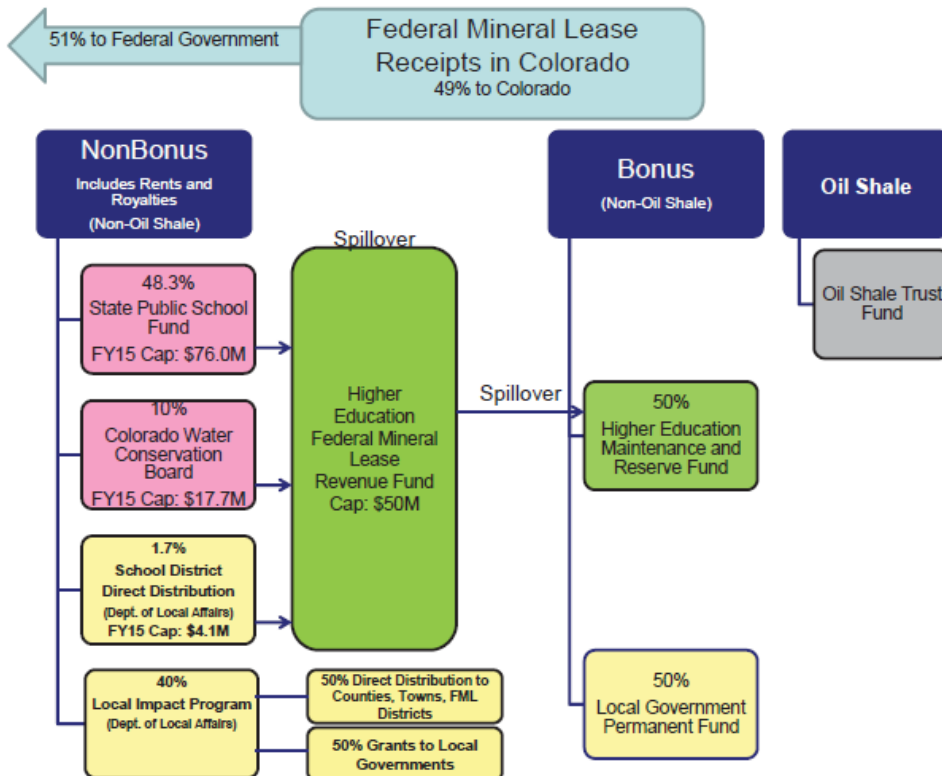 51% to Federal Government
Federal Mineral Lease
Receipts in Colorado
49% to Colorado
NonBonus
Includes Rents and
Royalties
(Non-Oil Shale)
48.3%
State Public School
Fund
FY15 Cap: $76.0M
10%
Colorado Water
Conservation
Board
FY15 Cap: $17.7M
1.7%
School District
Direct Distribution
(Dept. of Local Affairs)
FY15 Cap: $4.1M
40%
Local Impact Program
(Dept. of Local Affairs)
50% Direct Distribution to
Counties, Towns, FML
Districts
50% Grants to Local
Governments
Spillover
Higher
Education
Federal Mineral
Lease
Revenue Fund
Cap: $50M
Spillover
Bonus
(Non-Oil Shale)
50%
Higher Education
Maintenance and
Reserve Fund
50%
Local Government
Permanent Fund
Oil Shale
Oil Shale Trust
Fund